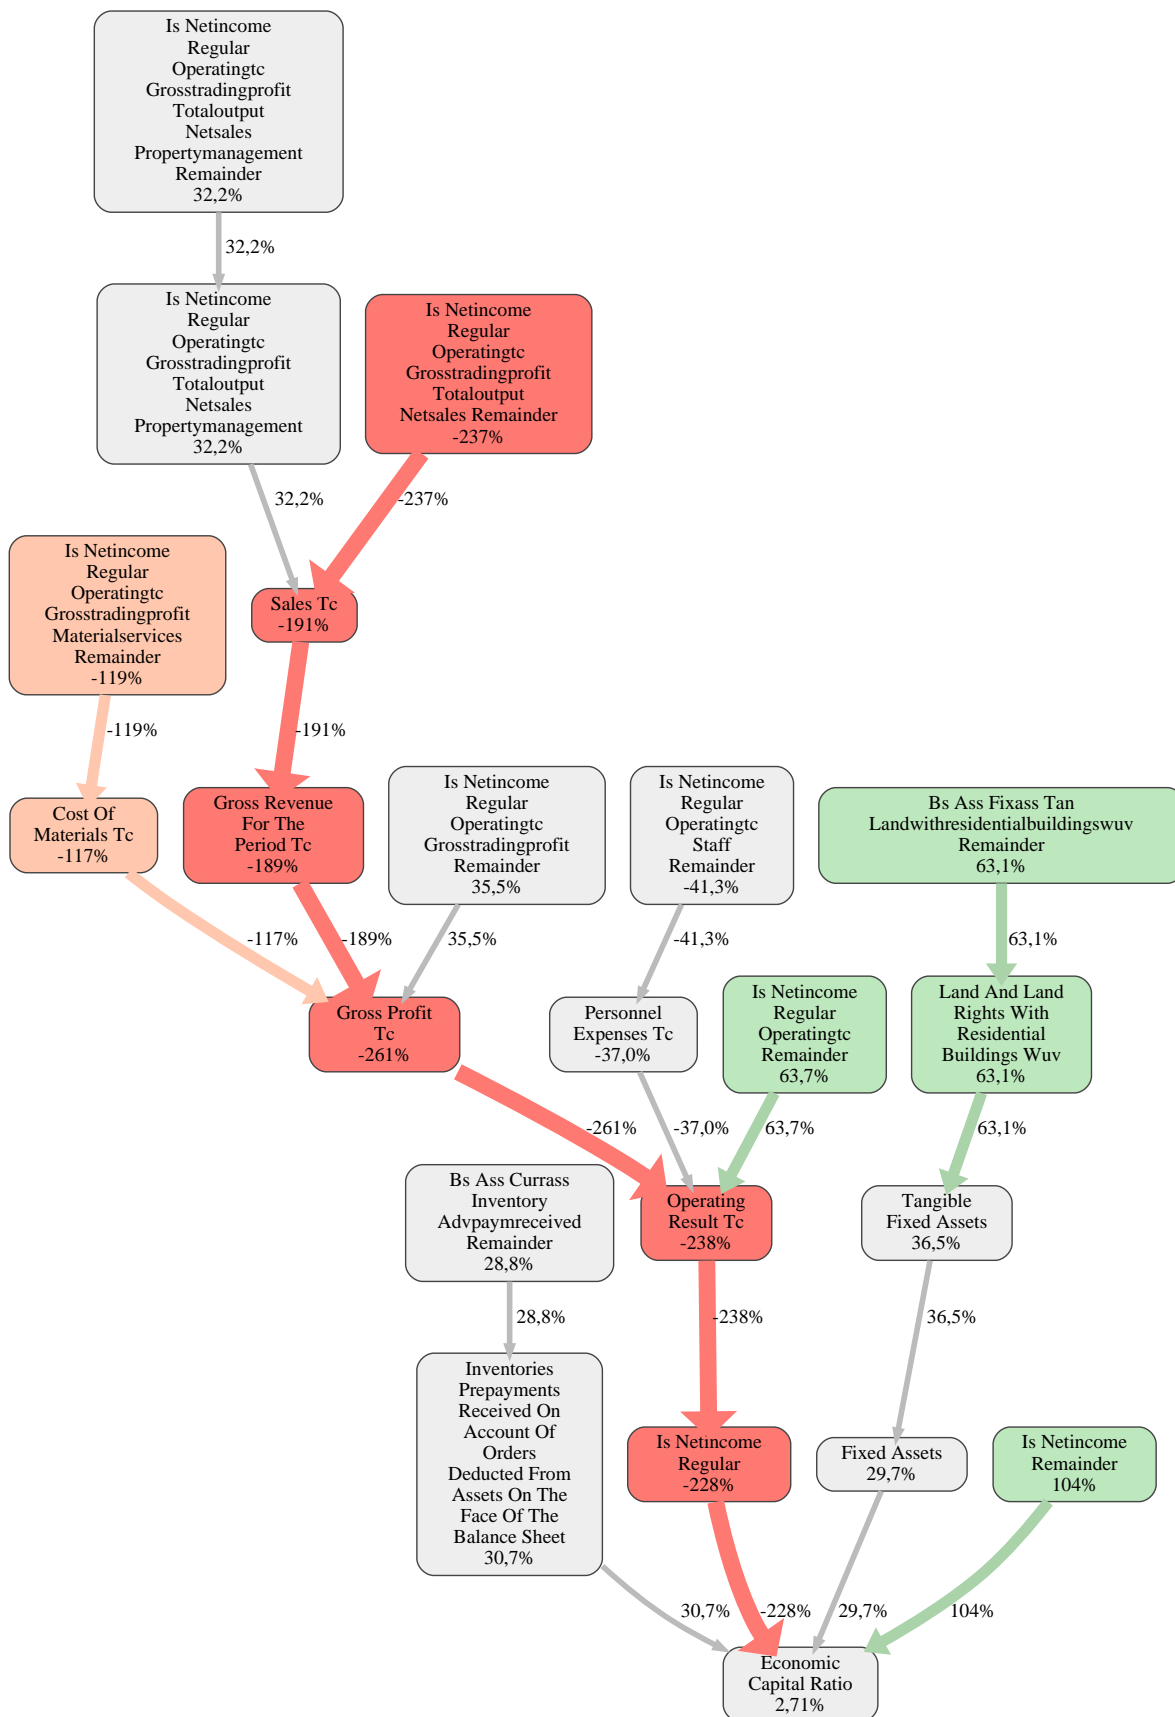 Is Netincome
Regular
Operatingtc
Grosstradingprofit
Totaloutput
Netsales
Propertymanagement
Remainder
32,2%
32,2%
Is Netincome
Regular
Operatingtc
Grosstradingprofit
Totaloutput
Netsales
Propertymanagement
32,2%
Is Netincome
Regular
Operatingtc
Grosstradingprofit
Totaloutput
Netsales Remainder
-237%
32,2%
-237%
Is Netincome
Regular
Operatingtc
Grosstradingprofit
Materialservices
Remainder
-119%
Sales Tc
-191%
-119%
-191%
Cost Of
Materials Tc
-117%
Gross Revenue
For The
Period Tc
-189%
Is Netincome
Regular
Operatingtc
Grosstradingprofit
Remainder
35,5%
Is Netincome
Regular
Operatingtc
Staff
Remainder
-41,3%
Bs Ass Fixass Tan
Landwithresidentialbuildingswuv
Remainder
63,1%
-117%
-189%
35,5%
-41,3%
63,1%
Gross Profit
Tc
-261%
Personnel
Expenses Tc
-37,0%
Is Netincome
Regular
Operatingtc
Remainder
63,7%
Land And Land
Rights With
Residential
Buildings Wuv
63,1%
-261%
-37,0%
63,7%
63,1%
Bs Ass Currass
Inventory
Advpaymreceived
Remainder
28,8%
Operating
Result Tc
-238%
Tangible
Fixed Assets
36,5%
28,8%
-238%
36,5%
Inventories
Prepayments
Received On
Account Of
Orders
Deducted From
Assets On The
Face Of The
Balance Sheet
30,7%
Is Netincome
Regular
-228%
Fixed Assets
29,7%
Is Netincome
Remainder
104%
30,7%
-228%
29,7%
104%
Economic
Capital Ratio
2,71%